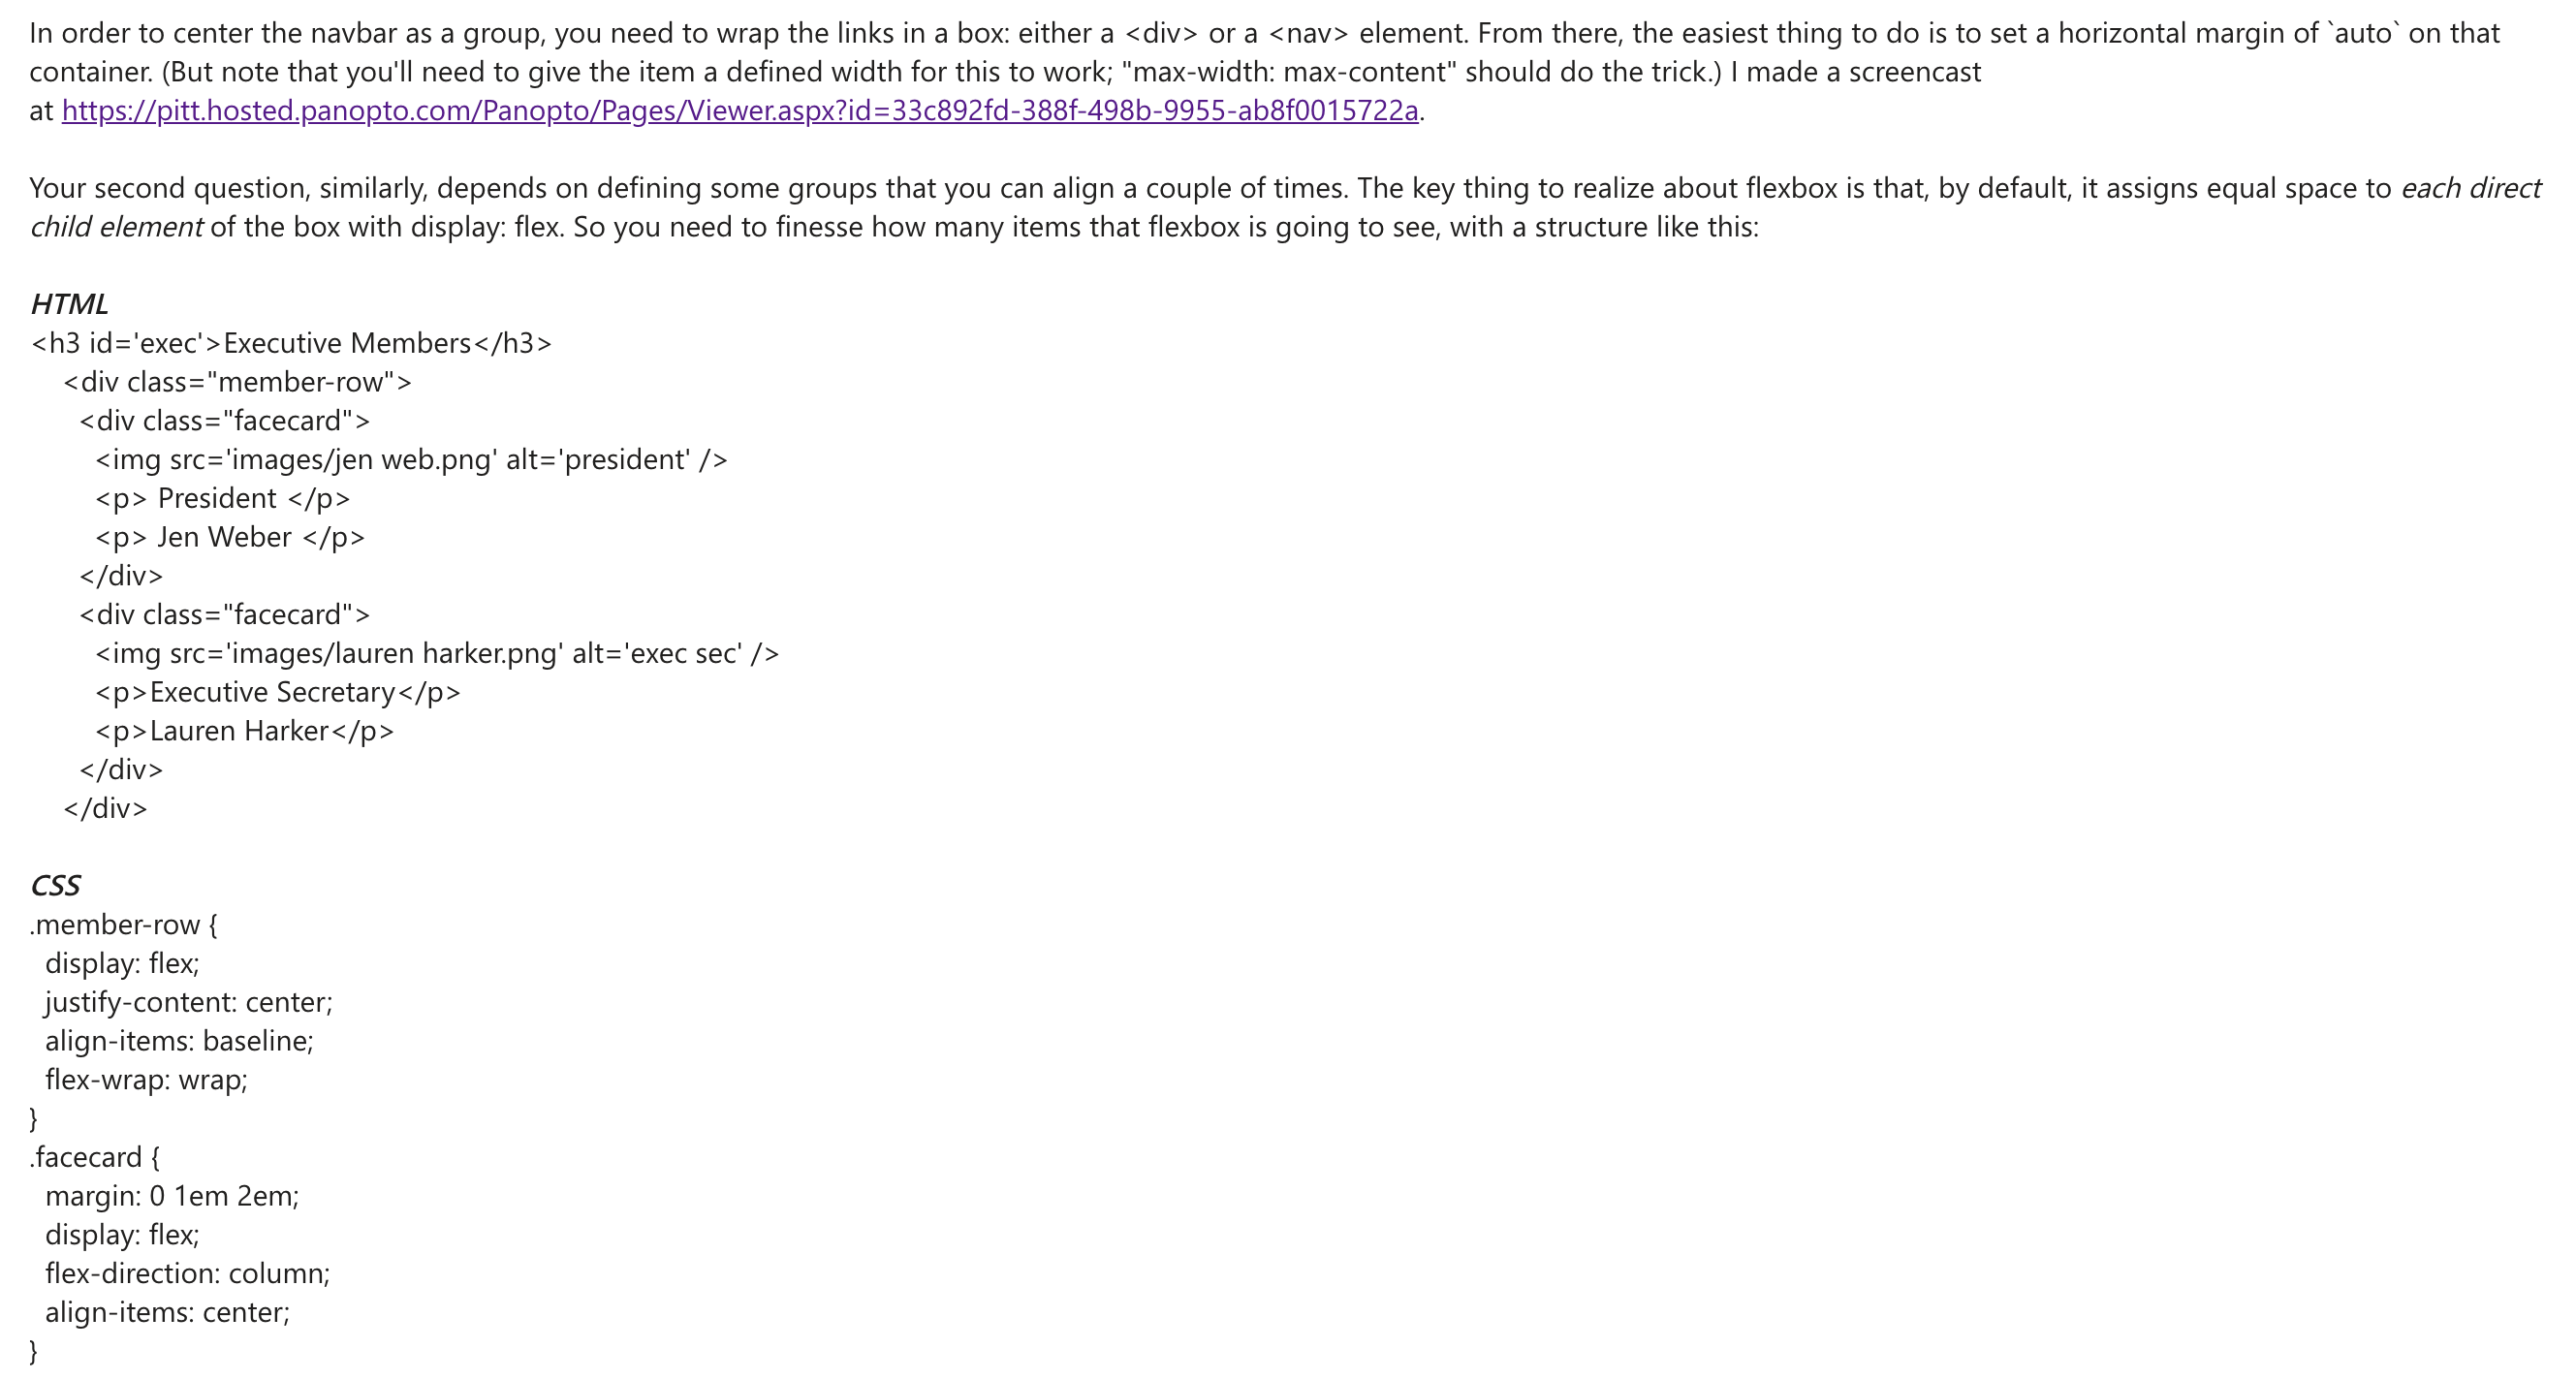 In order to center the navbar as a group, you need to wrap the links in a box: either a <div> or a <nav> element. From there, the easiest thing to do is to set a horizontal margin of `auto` on that
container. (But note that you'll need to give the item a defined width for this to work; "max-width: max-content" should do the trick.) I made a screencast
at https://pitt.hosted.panopto.com/Panopto/Pages/Viewer.aspx?id=33c892fd-388f-498b-9955-ab8f0015722a.
Your second question, similarly, depends on defining some groups that you can align a couple of times. The key thing to realize about flexbox is that, by default, it assigns equal space to each direct
child element of the box with display: flex. So you need to finesse how many items that flexbox is going to see, with a structure like this:
HTML
<h3 id='exec'>Executive Members</h3>
<div class="member-row">
<div class="facecard">
<img src='images/jen web.png' alt='president' />
<p> President </p>
<p> Jen Weber </p>
</div>
<div class="facecard">
<img src='images/lauren harker.png' alt='exec sec' />
<p>Executive Secretary</p>
<p>Lauren Harker</p>
</div>
</div>
CSS
.member-row {
display: flex;
justify-content: center;
align-items: baseline;
flex-wrap: wrap;
}
.facecard {
margin: 0 1em 2em;
display: flex;
flex-direction: column;
align-items: center;
}